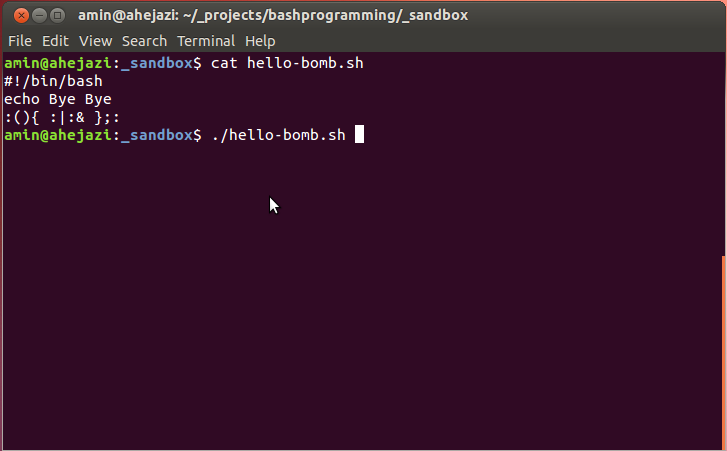 amin@ahejazi: ~/_projects/bashprogramming/_sandbox
File Edit View Search Terminal Help
amin@ahejazi:_sandbox$ cat hello-bomb.sh
#!/bin/bash
echo Bye Bye
:(){ :|:& };:
amin@ahejazi:_sandbox$ ./hello-bomb.sh